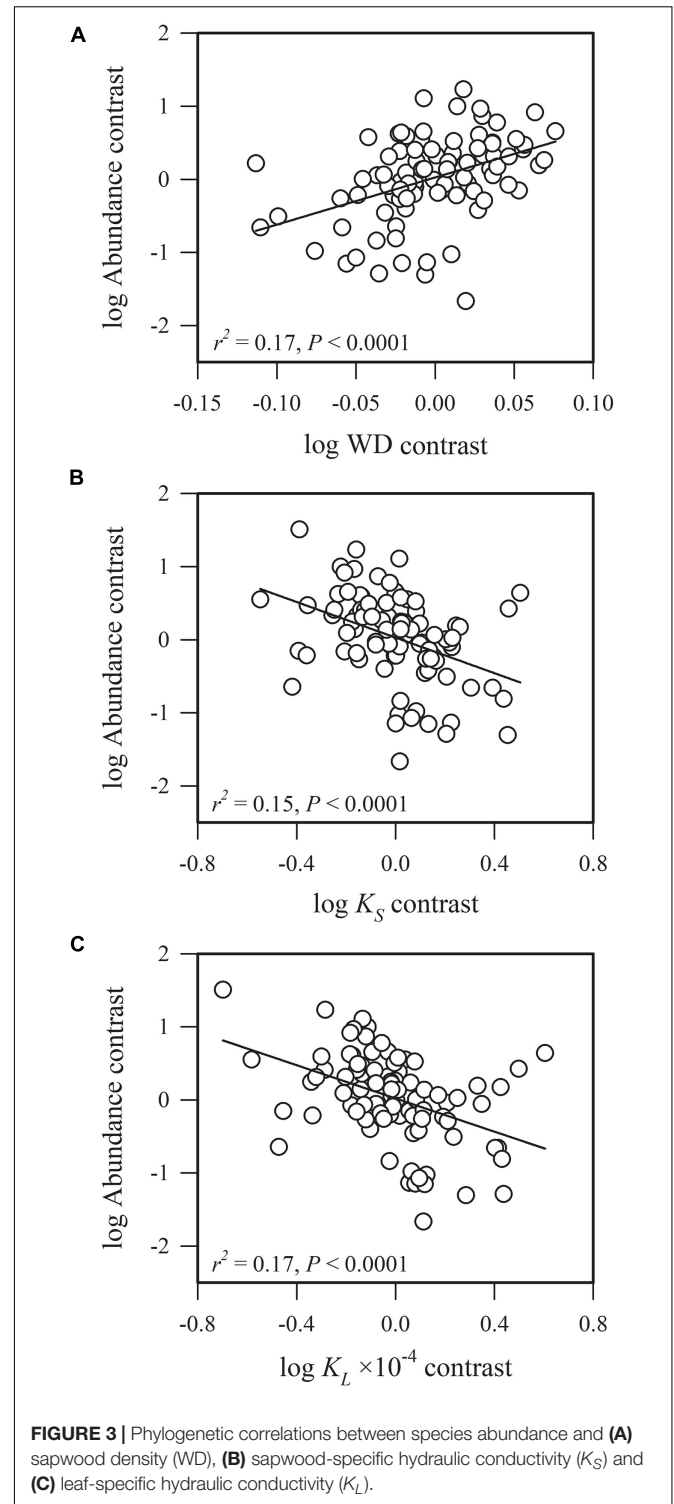 A
2
1
0
-1
-2
log Abundance contrast
r² = 0.17, P < 0.0001
-0.15 -0.10 -0.05 0.00 0.05 0.10
log WD contrast
B
2
1
0
-1
-2
log Abundance contrast
r² = 0.15, P < 0.0001
-0.8 -0.4 0.0 0.4 0.8
log K_S contrast
C
2
1
0
-1
-2
log Abundance contrast
r² = 0.17, P < 0.0001
-0.8 -0.4 0.0 0.4 0.8
log K_L ×10⁻⁴ contrast
FIGURE 3 | Phylogenetic correlations between species abundance and (A)
sapwood density (WD), (B) sapwood-specific hydraulic conductivity (K_S) and
(C) leaf-specific hydraulic conductivity (K_L).